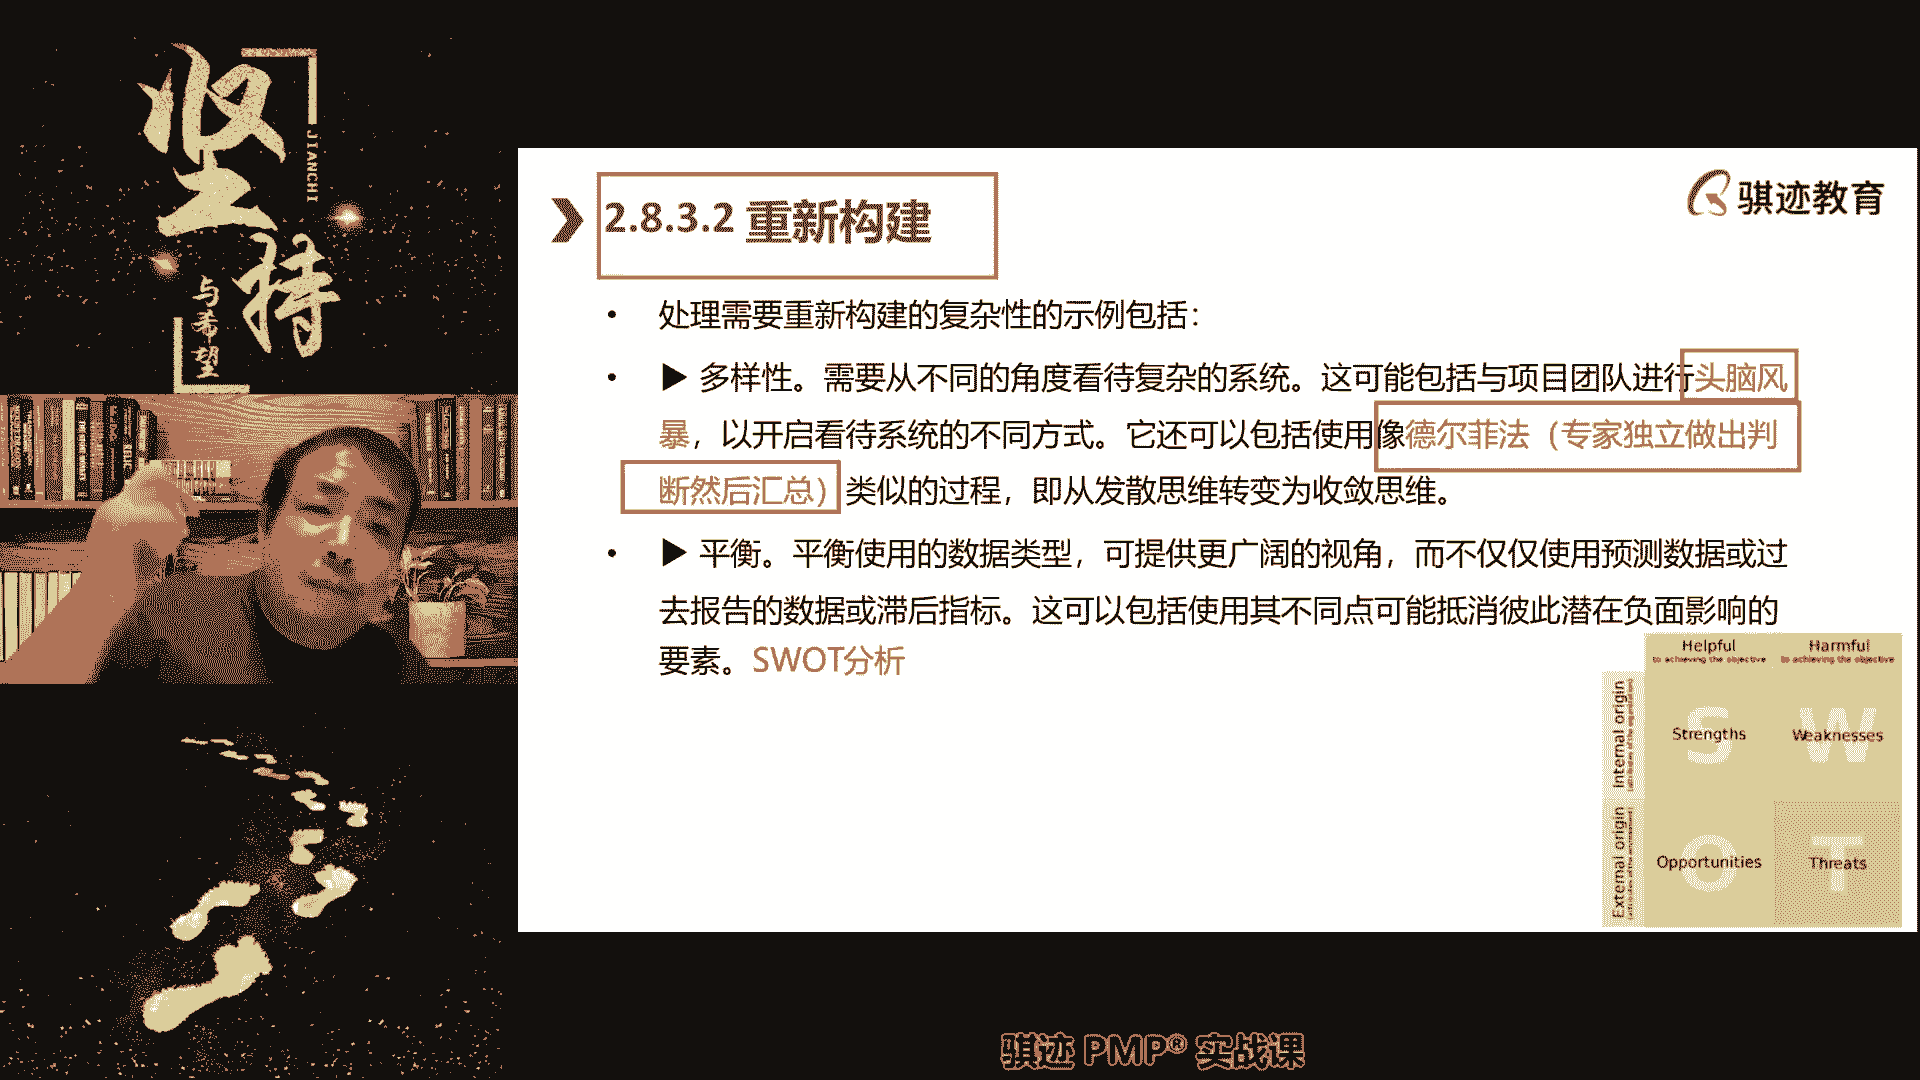 坚持
JIANCHI
与希望
2.8.3.2 重新构建
骐迹教育
• 处理需要重新构建的复杂性的示例包括：
• ▶ 多样性。需要从不同的角度看待复杂的系统。这可能包括与项目团队进行头脑风
暴，以开启看待系统的不同方式。它还可以包括使用像德尔菲法（专家独立做出判
断然后汇总）类似的过程，即从发散思维转变为收敛思维。
• ▶ 平衡。平衡使用的数据类型，可提供更广阔的视角，而不仅仅使用预测数据或过
去报告的数据或滞后指标。这可以包括使用其不同点可能抵消彼此潜在负面影响的
要素。SWOT分析
Helpful
to achieving the objective
Harmful
to achieving the objective
Internal origin
S
Strengths
W
Weaknesses
External origin
O
Opportunities
T
Threats
骐迹 PMP® 实战课